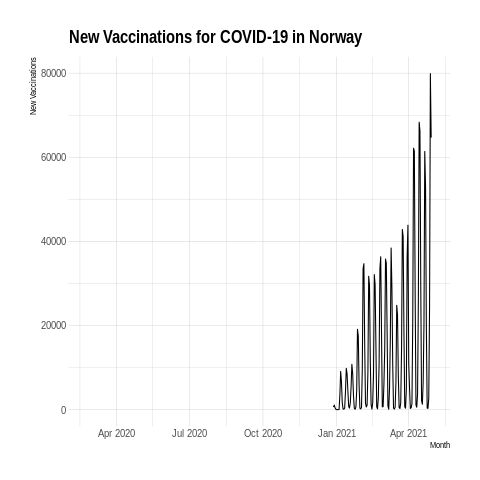 New Vaccinations for COVID-19 in Norway
New Vaccinations
80000
60000
40000
20000
0
Apr 2020
Jul 2020
Oct 2020
Jan 2021
Apr 2021
Month